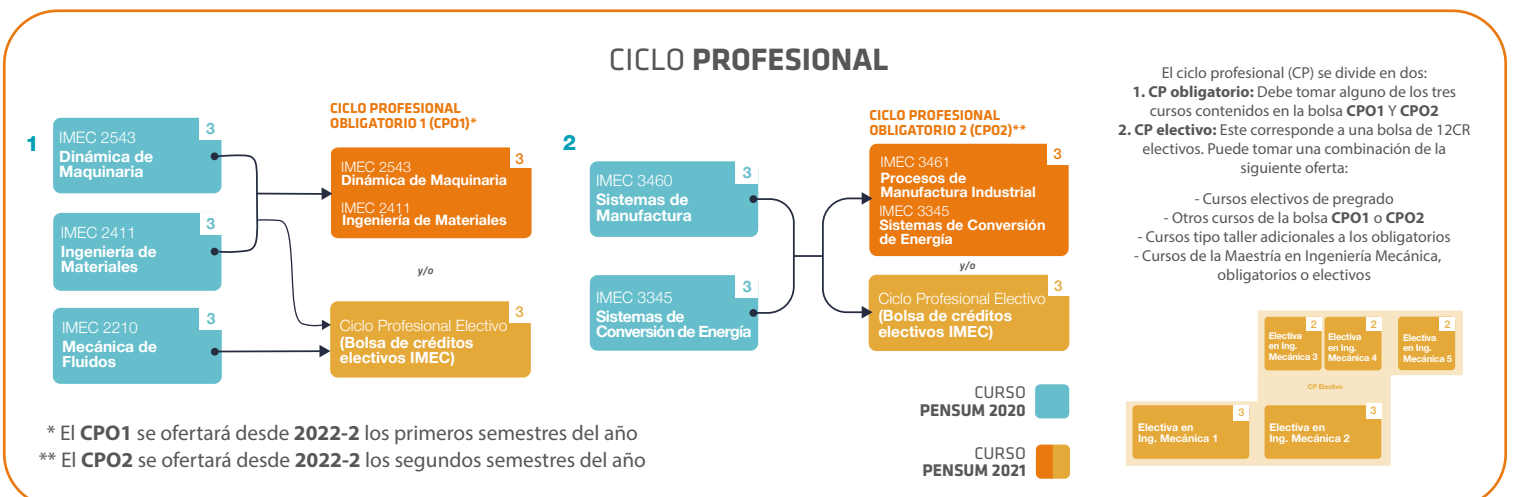 CICLO PROFESIONAL
1
IMEC 2543
Dinámica de
Maquinaria
3
IMEC 2411
Ingeniería de
Materiales
3
IMEC 2210
Mecánica de
Fluidos
3
CICLO PROFESIONAL
OBLIGATORIO 1 (CPO1)*
3
IMEC 2543
Dinámica de Maquinaria
IMEC 2411
Ingeniería de Materiales
y/o
3
Ciclo Profesional Electivo
(Bolsa de créditos
electivos IMEC)
2
IMEC 3460
Sistemas de
Manufactura
3
IMEC 3345
Sistemas de
Conversión de Energía
3
CICLO PROFESIONAL
OBLIGATORIO 2 (CPO2)**
3
IMEC 3461
Procesos de
Manufactura Industrial
IMEC 3345
Sistemas de Conversión
de Energía
y/o
3
Ciclo Profesional Electivo
(Bolsa de créditos
electivos IMEC)
El ciclo profesional (CP) se divide en dos:
1. CP obligatorio: Debe tomar alguno de los tres
cursos contenidos en la bolsa CPO1 Y CPO2
2. CP electivo: Este corresponde a una bolsa de 12CR
electivos. Puede tomar una combinación de la
siguiente oferta:
- Cursos electivos de pregrado
- Otros cursos de la bolsa CPO1 o CPO2
- Cursos tipo taller adicionales a los obligatorios
- Cursos de la Maestría en Ingeniería Mecánica,
obligatorios o electivos
2
Electiva
en Ing.
Mecánica 3
2
Electiva
en Ing.
Mecánica 4
2
Electiva
en Ing.
Mecánica 5
CP Electivo
3
Electiva en
Ing. Mecánica 1
3
Electiva en
Ing. Mecánica 2
CURSO
PENSUM 2020
CURSO
PENSUM 2021
* El CPO1 se ofertará desde 2022-2 los primeros semestres del año
** El CPO2 se ofertará desde 2022-2 los segundos semestres del año